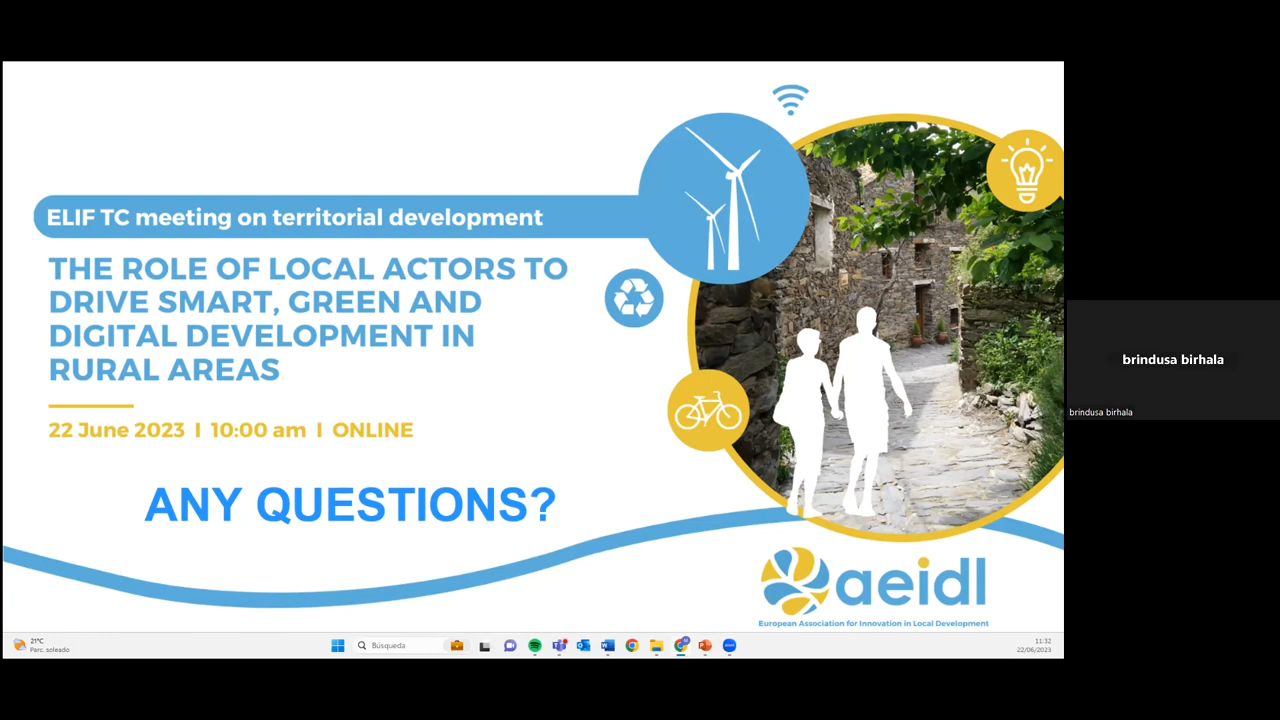 ELIF TC meeting on territorial development
THE ROLE OF LOCAL ACTORS TO
DRIVE SMART, GREEN AND
DIGITAL DEVELOPMENT IN
RURAL AREAS
22 June 2023 I 10:00 am I ONLINE
ANY QUESTIONS?
aeidl
European Association for Innovation in Local Development
brindusa birhala
brindusa birhala
21°C
Parc. soleado
Búsqueda
11:32
22/06/2023